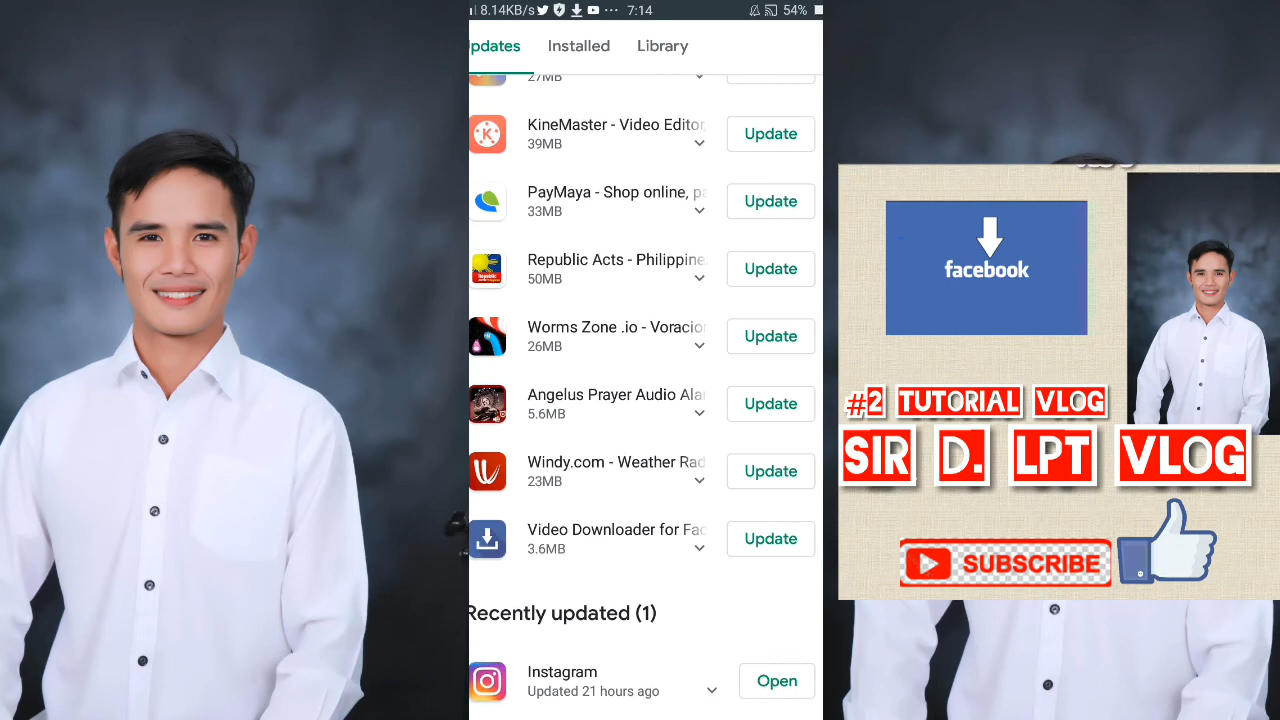 8.14KB/s ... 7:14 54%
pdates Installed Library
27MB
KineMaster - Video Editor,
39MB
Update
PayMaya - Shop online, pa
33MB
Update
Republic Acts - Philippine
50MB
Update
Worms Zone .io - Voracio
26MB
Update
Angelus Prayer Audio Ala
5.6MB
Update
Windy.com - Weather Rad
23MB
Update
Video Downloader for Fac
3.6MB
Update
Recently updated (1)
Instagram
Updated 21 hours ago
Open
facebook
#2 TUTORIAL VLOG
SIR D. LPT VLOG
SUBSCRIBE